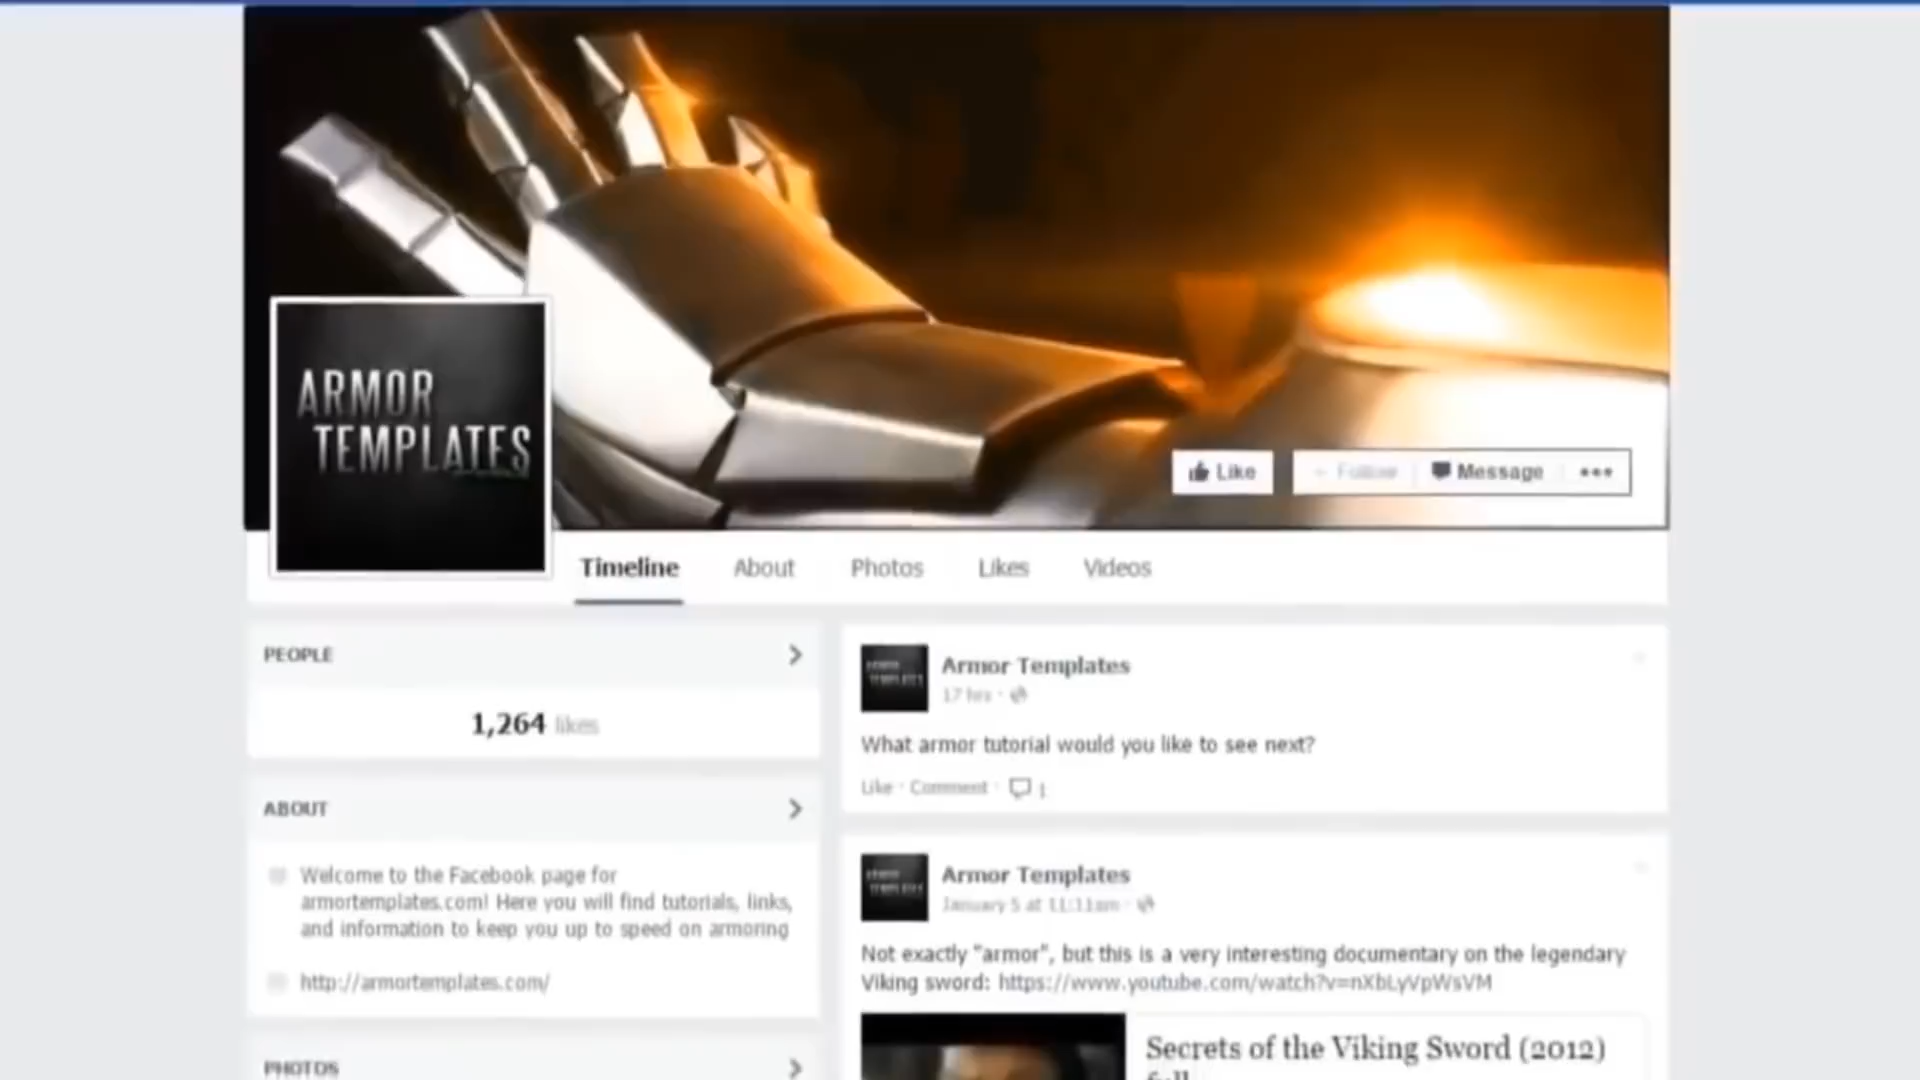 ARMOR
TEMPLATES
Like
Follow
Message
Timeline
About
Photos
Likes
Videos
PEOPLE
1,264 likes
ABOUT
Welcome to the Facebook page for
armortemplates.com! Here you will find tutorials, links,
and information to keep you up to speed on armoring
http://armortemplates.com/
PHOTOS
Armor Templates
17 hrs ·
What armor tutorial would you like to see next?
Like · Comment · 1
Armor Templates
January 5 at 11:11am ·
Not exactly "armor", but this is a very interesting documentary on the legendary
Viking sword: https://www.youtube.com/watch?v=nXbLyVpWsVM
Secrets of the Viking Sword (2012)